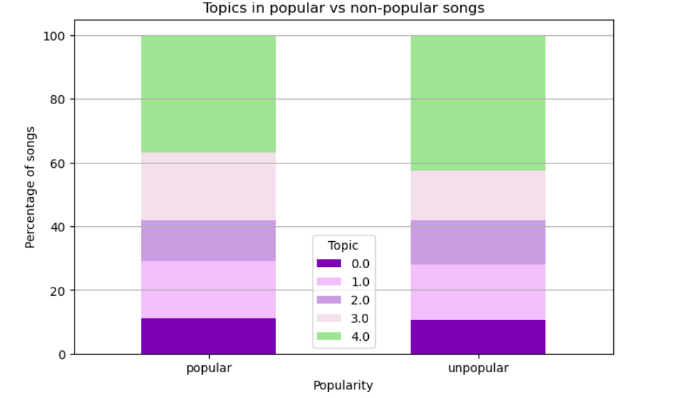 Topics in popular vs non-popular songs
100
80
60
40
20
0
Percentage of songs
Topic
0.0
1.0
2.0
3.0
4.0
popular
unpopular
Popularity